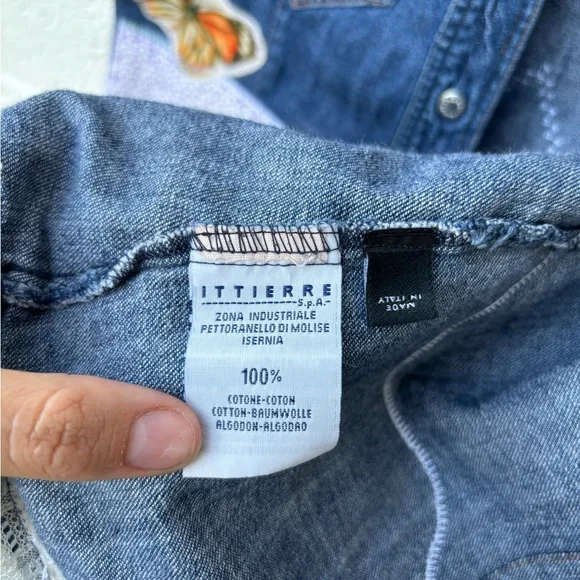 ITTIERRE
S.p.A.
ZONA INDUSTRIALE
PETTORANELLO DI MOLISE
ISERNIA
100%
COTONE-COTON
COTTON-BAUMWOLLE
ALGODON-ALGODAO
MADE
IN ITALY